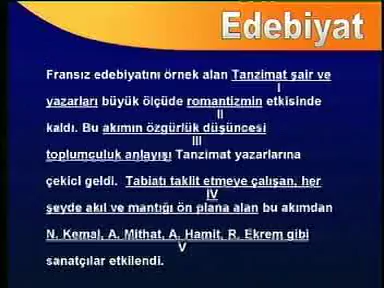 Edebiyat
Fransız edebiyatını örnek alan Tanzimat şair ve
I
yazarları büyük ölçüde romantizmin etkisinde
II
kaldı. Bu akımın özgürlük düşüncesi
III
toplumculuk anlayışı Tanzimat yazarlarına
çekici geldi. Tabiatı taklit etmeye çalışan, her
IV
şeyde akıl ve mantığı ön plana alan bu akımdan
N. Kemal, A. Mithat, A. Hamit, R. Ekrem gibi
V
sanatçılar etkilendi.